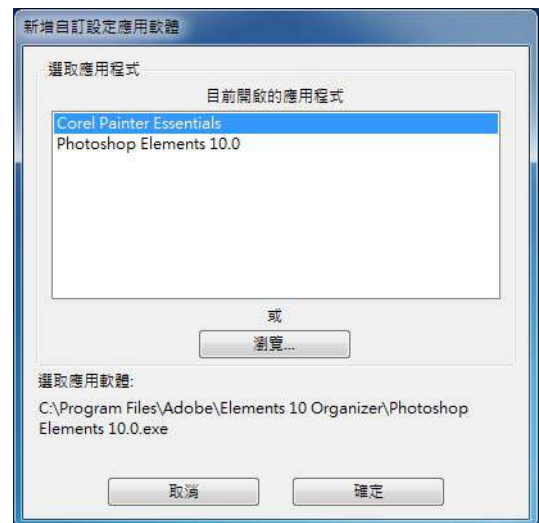 新增自訂設定應用軟體
選取應用程式
目前開啟的應用程式
Corel Painter Essentials
Photoshop Elements 10.0
或
瀏覽...
選取應用軟體:
C:\Program Files\Adobe\Elements 10 Organizer\Photoshop
Elements 10.0.exe
取消 確定